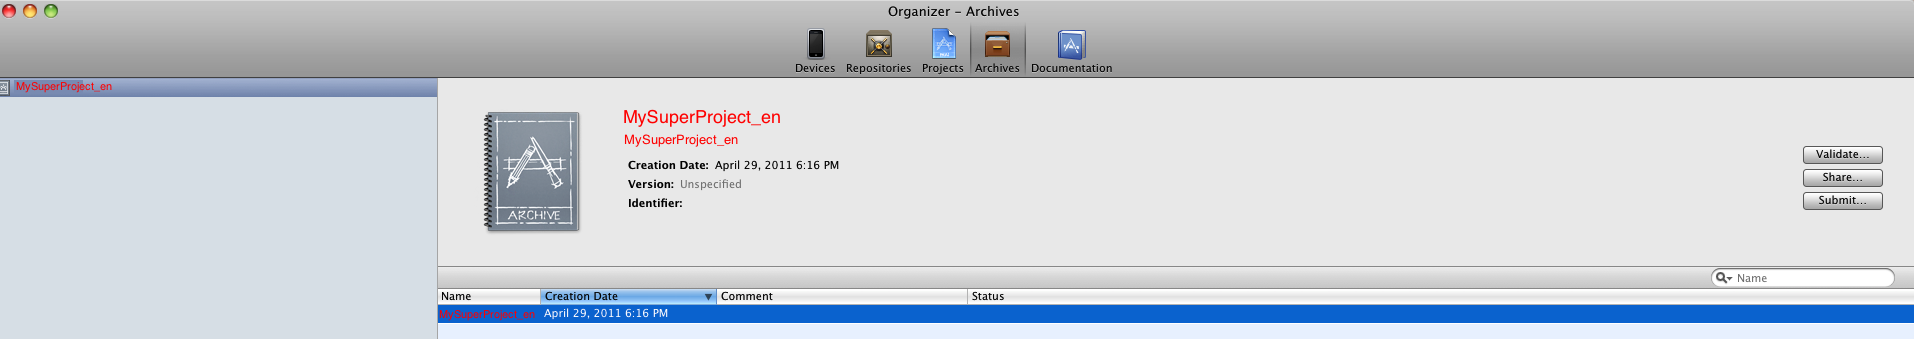 Organizer – Archives
Devices Repositories Projects Archives Documentation
MySuperProject_en
MySuperProject_en
MySuperProject_en
Creation Date: April 29, 2011 6:16 PM
Version: Unspecified
Identifier:
ARCHIVE
Validate...
Share...
Submit...
Name
Name Creation Date Comment Status
MySuperProject_en April 29, 2011 6:16 PM